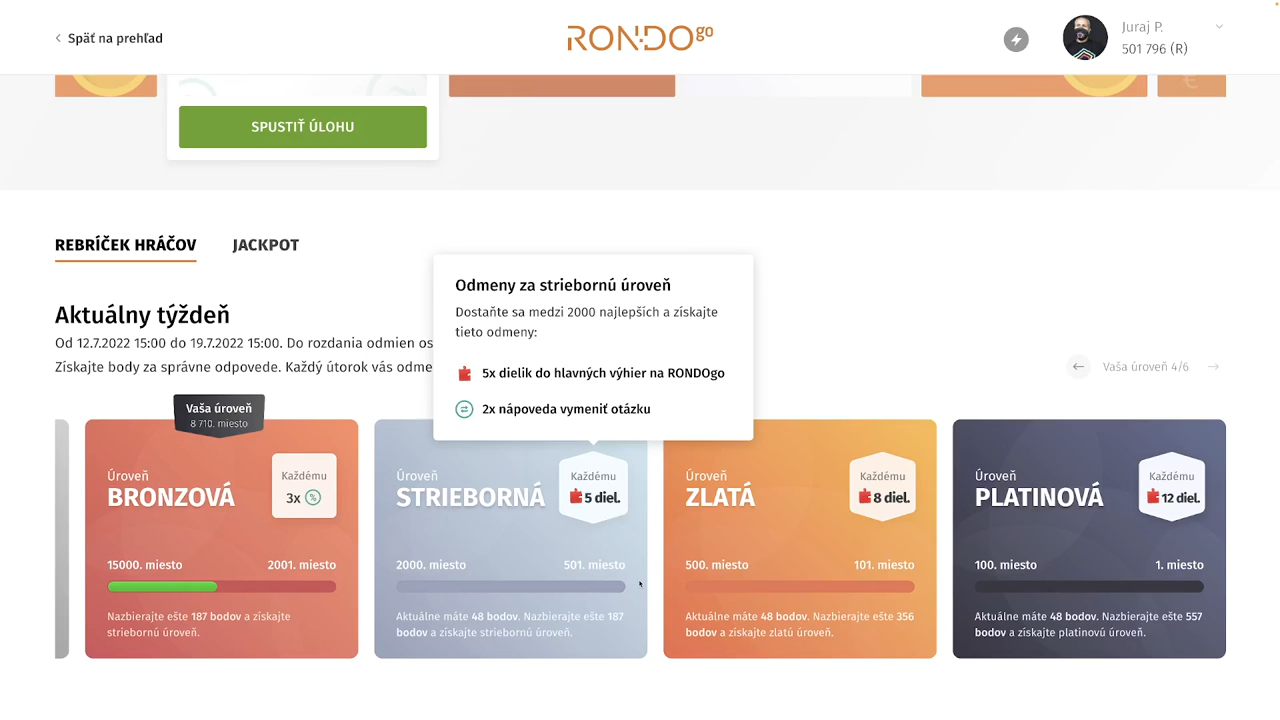 Späť na prehľad
RONDO go
Juraj P.
501 796 (R)
SPUSTIŤ ÚLOHU
REBRÍČEK HRÁČOV
JACKPOT
Odmeny za striebornú úroveň
Dostaňte sa medzi 2000 najlepších a získajte
tieto odmeny:
5x dielik do hlavných výhier na RONDOgo
2x nápoveda vymeniť otázku
Aktuálny týždeň
Od 12.7.2022 15:00 do 19.7.2022 15:00. Do rozdania odmien os
Získajte body za správne odpovede. Každý útorok vás odme
Vaša úroveň 4/6
Vaša úroveň
8 710. miesto
Úroveň
BRONZOVÁ
Každému
3x %
15000. miesto
2001. miesto
Nazbierajte ešte 187 bodov a získajte
striebornú úroveň.
Úroveň
STRIEBORNÁ
Každému
5 diel.
2000. miesto
501. miesto
Aktuálne máte 48 bodov. Nazbierajte ešte 187
bodov a získajte striebornú úroveň.
Úroveň
ZLATÁ
Každému
8 diel.
500. miesto
101. miesto
Aktuálne máte 48 bodov. Nazbierajte ešte 356
bodov a získajte zlatú úroveň.
Úroveň
PLATINOVÁ
Každému
12 diel.
100. miesto
1. miesto
Aktuálne máte 48 bodov. Nazbierajte ešte 557
bodov a získajte platinovú úroveň.